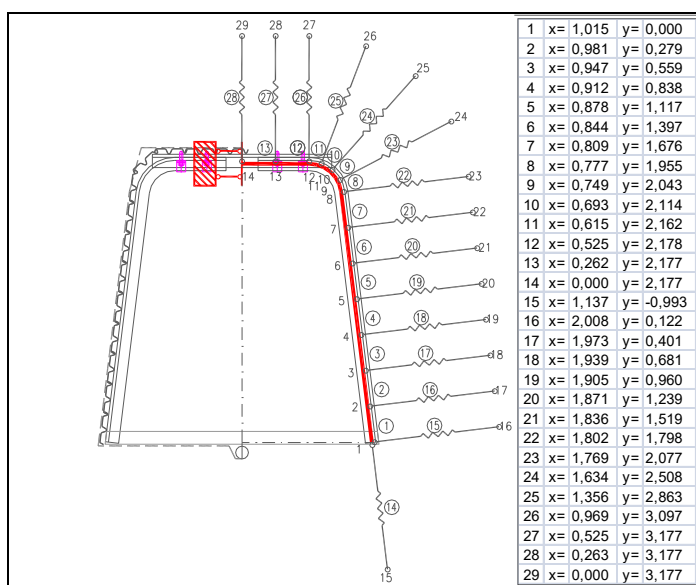 29 28 27
26
25
24
28 27 26 25 24 23
13 12 11 10 9 8
14 13 12 11 10 9 8
22 23
7 21 22
7
6 20 21
6
5 19 20
5
4 18 19
4
3 17 18
3
2 16 17
2
1 15 16
1
14
15
1 x= 1,015 y= 0,000
2 x= 0,981 y= 0,279
3 x= 0,947 y= 0,559
4 x= 0,912 y= 0,838
5 x= 0,878 y= 1,117
6 x= 0,844 y= 1,397
7 x= 0,809 y= 1,676
8 x= 0,777 y= 1,955
9 x= 0,749 y= 2,043
10 x= 0,693 y= 2,114
11 x= 0,615 y= 2,162
12 x= 0,525 y= 2,178
13 x= 0,262 y= 2,177
14 x= 0,000 y= 2,177
15 x= 1,137 y= -0,993
16 x= 2,008 y= 0,122
17 x= 1,973 y= 0,401
18 x= 1,939 y= 0,681
19 x= 1,905 y= 0,960
20 x= 1,871 y= 1,239
21 x= 1,836 y= 1,519
22 x= 1,802 y= 1,798
23 x= 1,769 y= 2,077
24 x= 1,634 y= 2,508
25 x= 1,356 y= 2,863
26 x= 0,969 y= 3,097
27 x= 0,525 y= 3,177
28 x= 0,263 y= 3,177
29 x= 0,000 y= 3,177